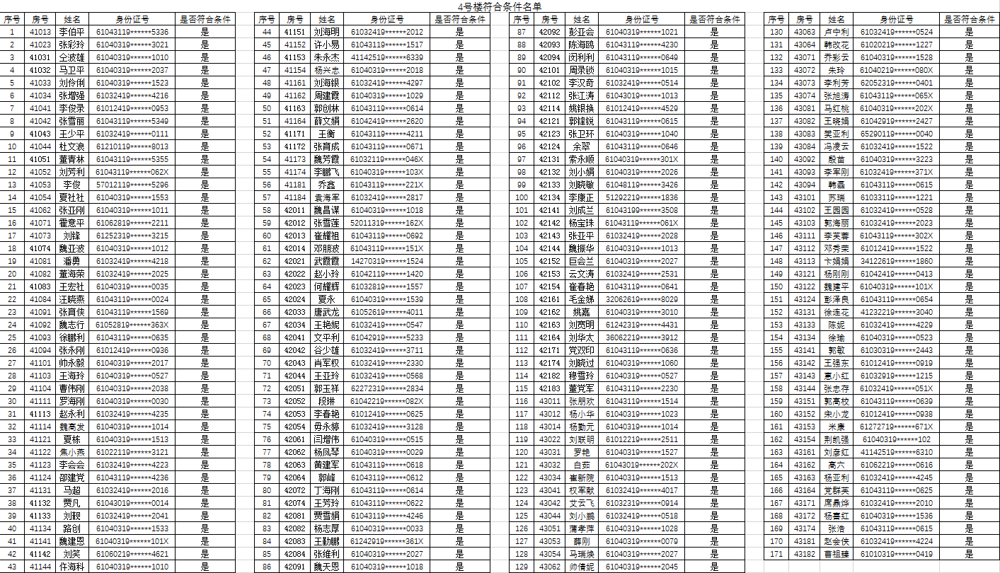 4号楼符合条件名单
序号 房号 姓名 身份证号 是否符合条件
1 41013 李伯平 61043119******5336 是
2 41023 张彩玲 61040319******3021 是
3 41031 仝波雄 61040319******1010 是
4 41032 马卫平 61040319******2037 是
5 41033 刘伶俐 61040319******1523 是
6 41034 张增强 61032419******4216 是
7 41041 李俊录 61012419******0953 是
8 41042 张雪丽 61043119******5349 是
9 41043 王少平 61032419******0111 是
10 41044 杜文浪 61210119******8013 是
11 41051 董青林 61043119******5355 是
12 41052 刘芳利 61043119******062X 是
13 41053 李俊 57012119******5296 是
14 41054 夏社社 61040319******1553 是
15 41062 张亚刚 61040319******1011 是
16 41071 霍意平 61062819******2211 是
17 41073 刘锋 61252319******3215 是
18 41074 魏亚波 61040319******1012 是
19 41081 潘勇 61032419******4218 是
20 41082 董海荣 61032419******2025 是
21 41083 王宏社 61040319******0035 是
22 41084 汪晓燕 61043119******0024 是
23 41091 张育侠 61043119******1569 是
24 41092 魏志行 61052819******363X 是
25 41093 徐鹏利 61043119******0635 是
26 41094 张永刚 61012419******0936 是
27 41101 帅永毅 61040319******2017 是
28 41103 王海玲 61040319******0527 是
29 41104 曹伟刚 61040319******2038 是
30 41111 罗海刚 61040319******0030 是
31 41113 赵永利 61032419******4235 是
32 41114 魏高发 61040319******1014 是
33 41121 夏栋 61040319******1513 是
34 41122 焦小燕 61022119******3121 是
35 41123 李会会 61032419******4223 是
36 41124 邵建党 61043119******4236 是
37 41131 马超 61032419******2016 是
38 41132 贾凡 61043019******0014 是
39 41133 刘靓 61032419******2041 是
40 41134 路创 61040319******1533 是
41 41141 魏建恩 61040319******101X 是
42 41142 刘笑 61060219******4621 是
43 41144 仵海科 61040319******1010 是
序号 房号 姓名 身份证号 是否符合条件
44 41151 刘海明 61032419******2012 是
45 41152 许小易 61043119******1517 是
46 41153 朱永杰 41142519******6339 是
47 41154 杨兴忠 61040319******2018 是
48 41161 刘海银 61032419******4297 是
49 41162 周建霞 61040319******1029 是
50 41163 郭创林 61043119******0614 是
51 41164 薛文娟 61042419******2620 是
52 41171 王衡 61043119******4211 是
53 41172 张育成 61043119******0671 是
54 41173 魏芳霞 61032119******046X 是
55 41174 李鹏飞 61040319******103X 是
56 41181 乔鑫 61043119******221X 是
57 41184 袁海军 61032419******2817 是
58 42011 魏昌谋 61040319******1018 是
59 42012 张雪莲 52011319******162X 是
60 42013 崔耀祖 61043119******0692 是
61 42014 邓朋波 61043119******151X 是
62 42021 武霞霞 14270319******1524 是
63 42022 赵小玲 61042119******1420 是
64 42023 何耀辉 61032819******1557 是
65 42024 夏永 61040319******1539 是
66 42033 唐武龙 61052619******4011 是
67 42034 王艳妮 61032419******0547 是
68 42041 文平利 61042919******5233 是
69 42042 谷少雄 61032419******3711 是
70 42043 肖军权 61032419******2330 是
71 42044 王亚玲 61032419******0568 是
72 42051 郭玉祥 62272319******2834 是
73 42052 段琳 61042219******082X 是
74 42053 李春艳 61012419******0625 是
75 42054 毋永婷 61032419******3128 是
76 42061 闫增伟 61040319******0515 是
77 42062 杨凤琴 61040319******0029 是
78 42063 黄建军 61043119******0618 是
79 42064 郭峰 61043119******0612 是
80 42072 丁海刚 61043119******0614 是
81 42074 王芳玲 61043119******0622 是
82 42081 贾雪娟 61043119******4246 是
83 42082 杨志厚 61040319******0033 是
84 42083 王勤鹏 61242919******361X 是
85 42084 张维利 61040319******2027 是
86 42091 魏天恩 61040319******1018 是
序号 房号 姓名 身份证号 是否符合条件
87 42092 彭亚会 61040319******1021 是
88 42093 陈海鸥 61043119******4230 是
89 42094 闵利利 61043119******0649 是
90 42101 周录锁 61040319******1015 是
91 42102 李汉奇 61032419******0514 是
92 42112 张江涛 61043019******1013 是
93 42114 姚银换 61012419******4529 是
94 42121 郭锋锐 61043119******0615 是
95 42123 张卫环 61040319******1040 是
96 42124 余翠 61043119******0646 是
97 42131 索永顺 61040319******301X 是
98 42132 刘小娟 61040319******2026 是
99 42133 刘晓敏 61048119******3426 是
100 42134 李康正 51292219******1836 是
101 42141 刘成兰 61043199******3508 是
102 42142 杨宝珠 61043119******061X 是
103 42143 张亚平 61032419******2028 是
104 42144 魏振华 61040319******1013 是
105 42152 巨会兰 61040319******2027 是
106 42153 云文涛 61032419******2531 是
107 42154 崔春艳 61043119******0641 是
108 42161 毛金娣 32062619******8029 是
109 42162 姚嘉 61040319******3010 是
110 42163 刘宽明 61242319******4431 是
111 42164 刘华太 36062219******3912 是
112 42171 党双印 61043119******0636 是
113 42174 刘晓过 61040319******1060 是
114 42182 穆雪玲 61040319******0527 是
115 42183 董党军 61043119******2230 是
116 43011 张朋欢 61043119******1514 是
117 43012 杨小华 61040319******1023 是
118 43014 杨勤元 61040319******1014 是
119 43022 刘联明 61012219******2511 是
120 43031 罗艳 61040319******1527 是
121 43032 白茹 61043019******202X 是
122 43034 崔新院 61040319******1513 是
123 43041 权军献 61032419******4017 是
124 43042 艾云飞 61032919******0914 是
125 43044 刘小鹏 61032419******0518 是
126 43051 蒲孝萍 61040319******1028 是
127 43053 薛刚 61040319******0079 是
128 43054 马瑞焕 61040319******2027 是
129 43062 帅倩妮 61040319******2045 是
序号 房号 姓名 身份证号 是否符合条件
130 43063 卢宁利 61032419******0524 是
131 43064 韩改花 61020219******1227 是
132 43071 乔彩云 61040319******1528 是
133 43072 朱玲 61040219******080X 是
134 43073 李利芳 62052319******0401 是
135 43074 张旭涛 61043119******065X 是
136 43081 马红桃 61040319******202X 是
137 43082 王晓娟 61042919******2427 是
138 43083 樊亚利 65290119******0040 是
139 43084 冯凌云 61032419******1522 是
140 43092 殷苗 61040319******3223 是
141 43093 李军刚 61032419******371X 是
142 43094 韩磊 61043119******0615 是
143 43101 苏瑞 61033119******1221 是
144 43102 王园园 61032419******0528 是
145 43103 郭海丽 61032419******2023 是
146 43111 李芙蓉 61043119******302X 是
147 43112 邓秀荣 61012419******1522 是
148 43113 卞娟娟 34122619******1860 是
149 43121 杨刚刚 61042419******0413 是
150 43122 魏建平 61040319******101X 是
151 43124 彭泽良 61043119******0654 是
152 43131 徐连花 41232219******3040 是
153 43133 陈妮 61032419******4229 是
154 43134 徐瑜 61040319******0523 是
155 43141 郭敏 61030319******2443 是
156 43142 王强东 61012419******0919 是
157 43143 惠小红 61032919******1215 是
158 43144 张忠存 61032419******051X 是
159 43151 郭高校 61043119******0639 是
160 43152 宋小龙 61012419******0938 是
161 43153 米康 61272719******671X 是
162 43154 荆凯强 61040319******102 是
163 43161 刘彦红 41142519******6310 是
164 43162 高六 61062219******0616 是
165 43163 杨亚利 61032419******4245 是
166 43164 党群英 61043119******0625 是
167 43171 席鼎烨 61032419******2010 是
168 43172 杨喜红 61040319******1536 是
169 43174 张浩 61043119******0615 是
170 43181 赵会侠 61032419******4224 是
171 43182 曹祖臻 61010319******0419 是